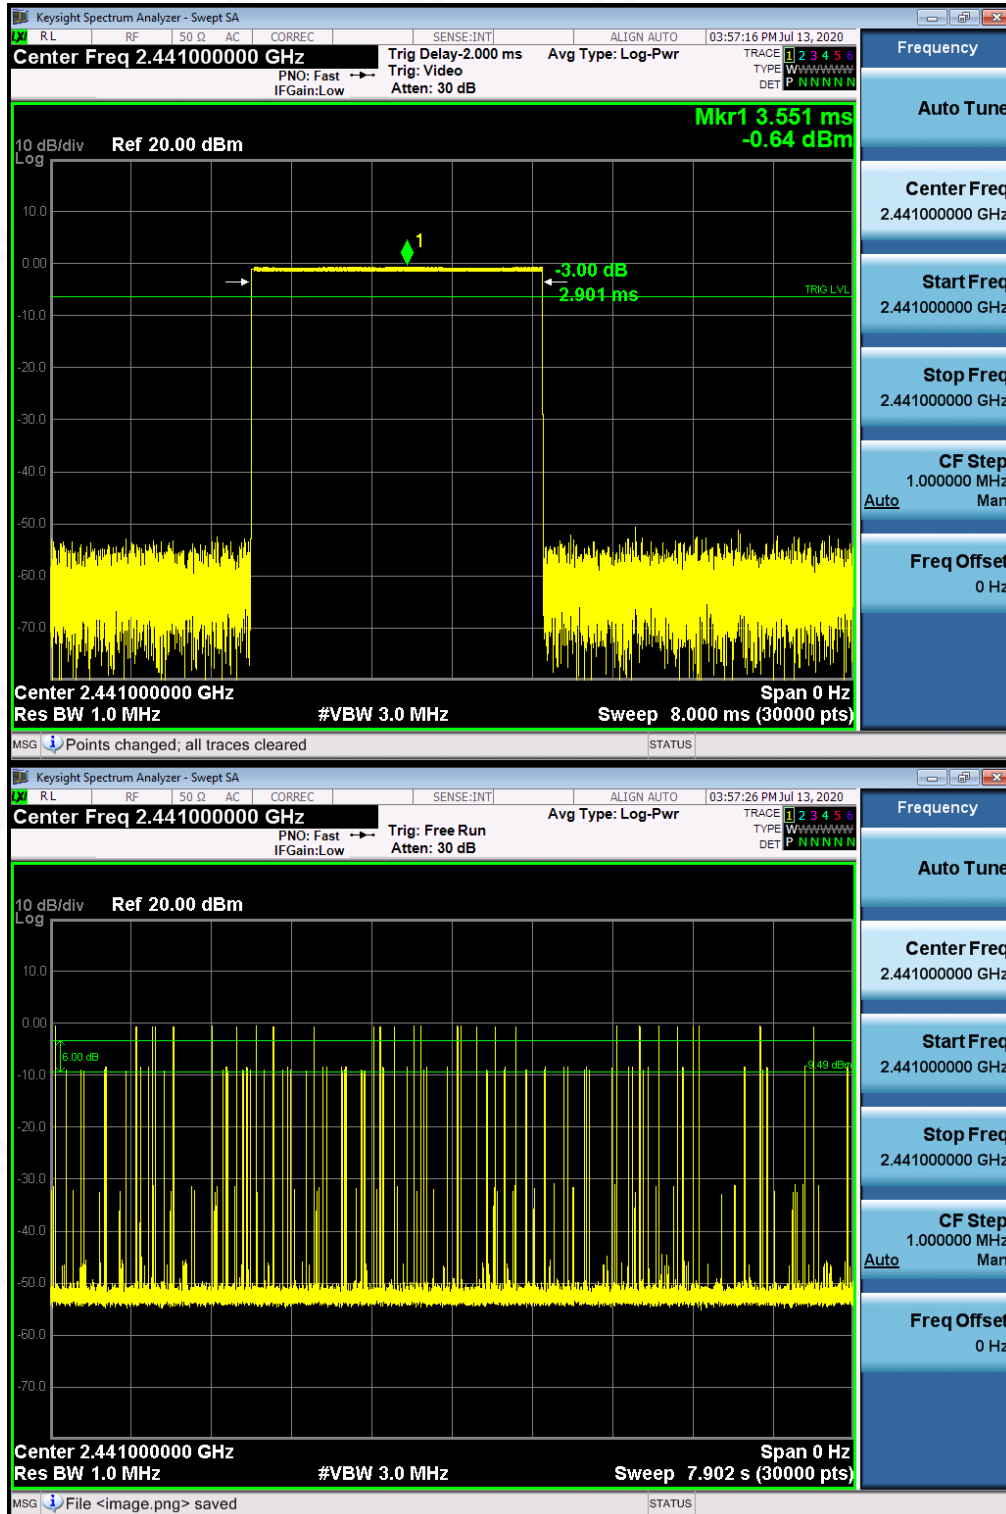 Keysight Spectrum Analyzer - Swept SA
LXI RL RF 50 Ω AC CORREC SENSE:INT ALIGN AUTO 03:57:16 PM Jul 13, 2020
Center Freq 2.441000000 GHz
PNO: Fast
IFGain:Low
Trig Delay-2.000 ms
Trig: Video
Atten: 30 dB
Avg Type: Log-Pwr
TRACE 1 2 3 4 5 6
TYPE WWWWWW
DET P N N N N N
Mkr1 3.551 ms
-0.64 dBm
10 dB/div Ref 20.00 dBm
Log
10.0
1
0.00
-3.00 dB
2.901 ms
TRIG LVL
-10.0
-20.0
-30.0
-40.0
-50.0
-60.0
-70.0
Center 2.441000000 GHz Span 0 Hz
Res BW 1.0 MHz #VBW 3.0 MHz Sweep 8.000 ms (30000 pts)
MSG Points changed; all traces cleared STATUS
Frequency
Auto Tune
Center Freq
2.441000000 GHz
Start Freq
2.441000000 GHz
Stop Freq
2.441000000 GHz
CF Step
1.000000 MHz
Auto Man
Freq Offset
0 Hz
Keysight Spectrum Analyzer - Swept SA
LXI RL RF 50 Ω AC CORREC SENSE:INT ALIGN AUTO 03:57:26 PM Jul 13, 2020
Center Freq 2.441000000 GHz
PNO: Fast
IFGain:Low
Trig: Free Run
Atten: 30 dB
Avg Type: Log-Pwr
TRACE 1 2 3 4 5 6
TYPE WWWWWW
DET P N N N N N
10 dB/div Ref 20.00 dBm
Log
10.0
0.00
6.00 dB
-9.49 dBm
-10.0
-20.0
-30.0
-40.0
-50.0
-60.0
-70.0
Center 2.441000000 GHz Span 0 Hz
Res BW 1.0 MHz #VBW 3.0 MHz Sweep 7.902 s (30000 pts)
MSG File <image.png> saved STATUS
Frequency
Auto Tune
Center Freq
2.441000000 GHz
Start Freq
2.441000000 GHz
Stop Freq
2.441000000 GHz
CF Step
1.000000 MHz
Auto Man
Freq Offset
0 Hz